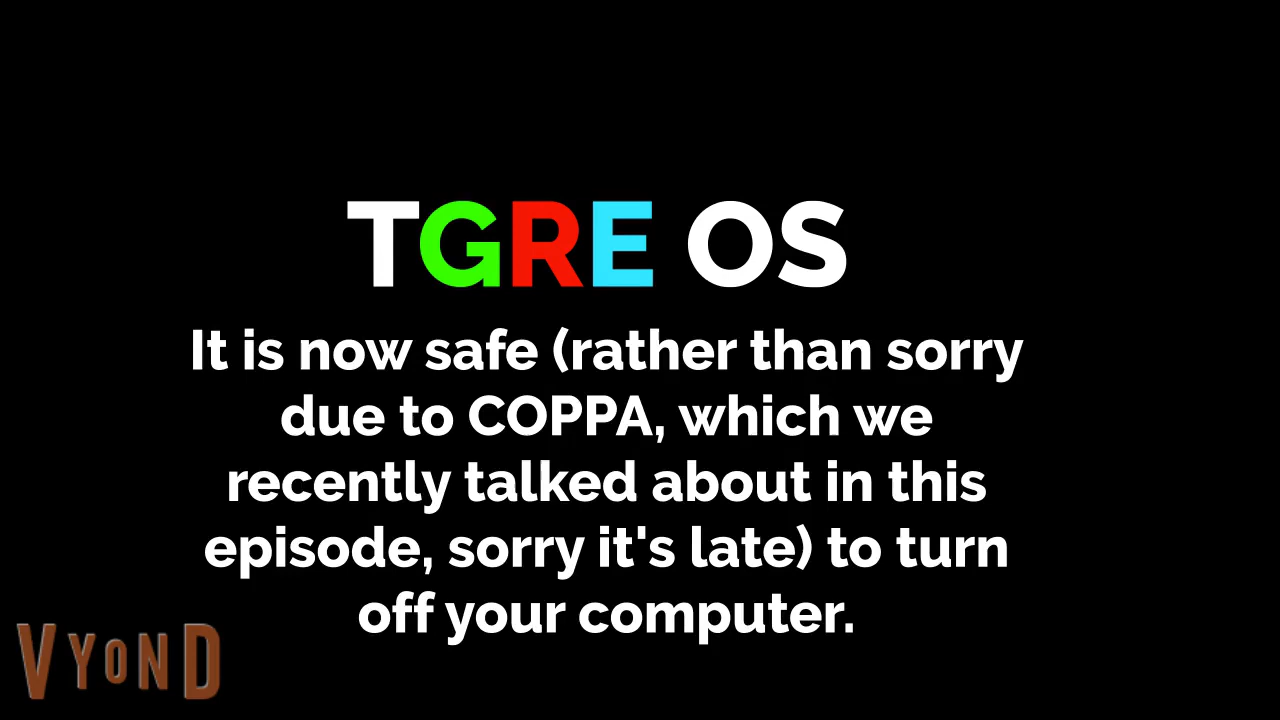 TGRE OS
It is now safe (rather than sorry
due to COPPA, which we
recently talked about in this
episode, sorry it's late) to turn
off your computer.
VYOND